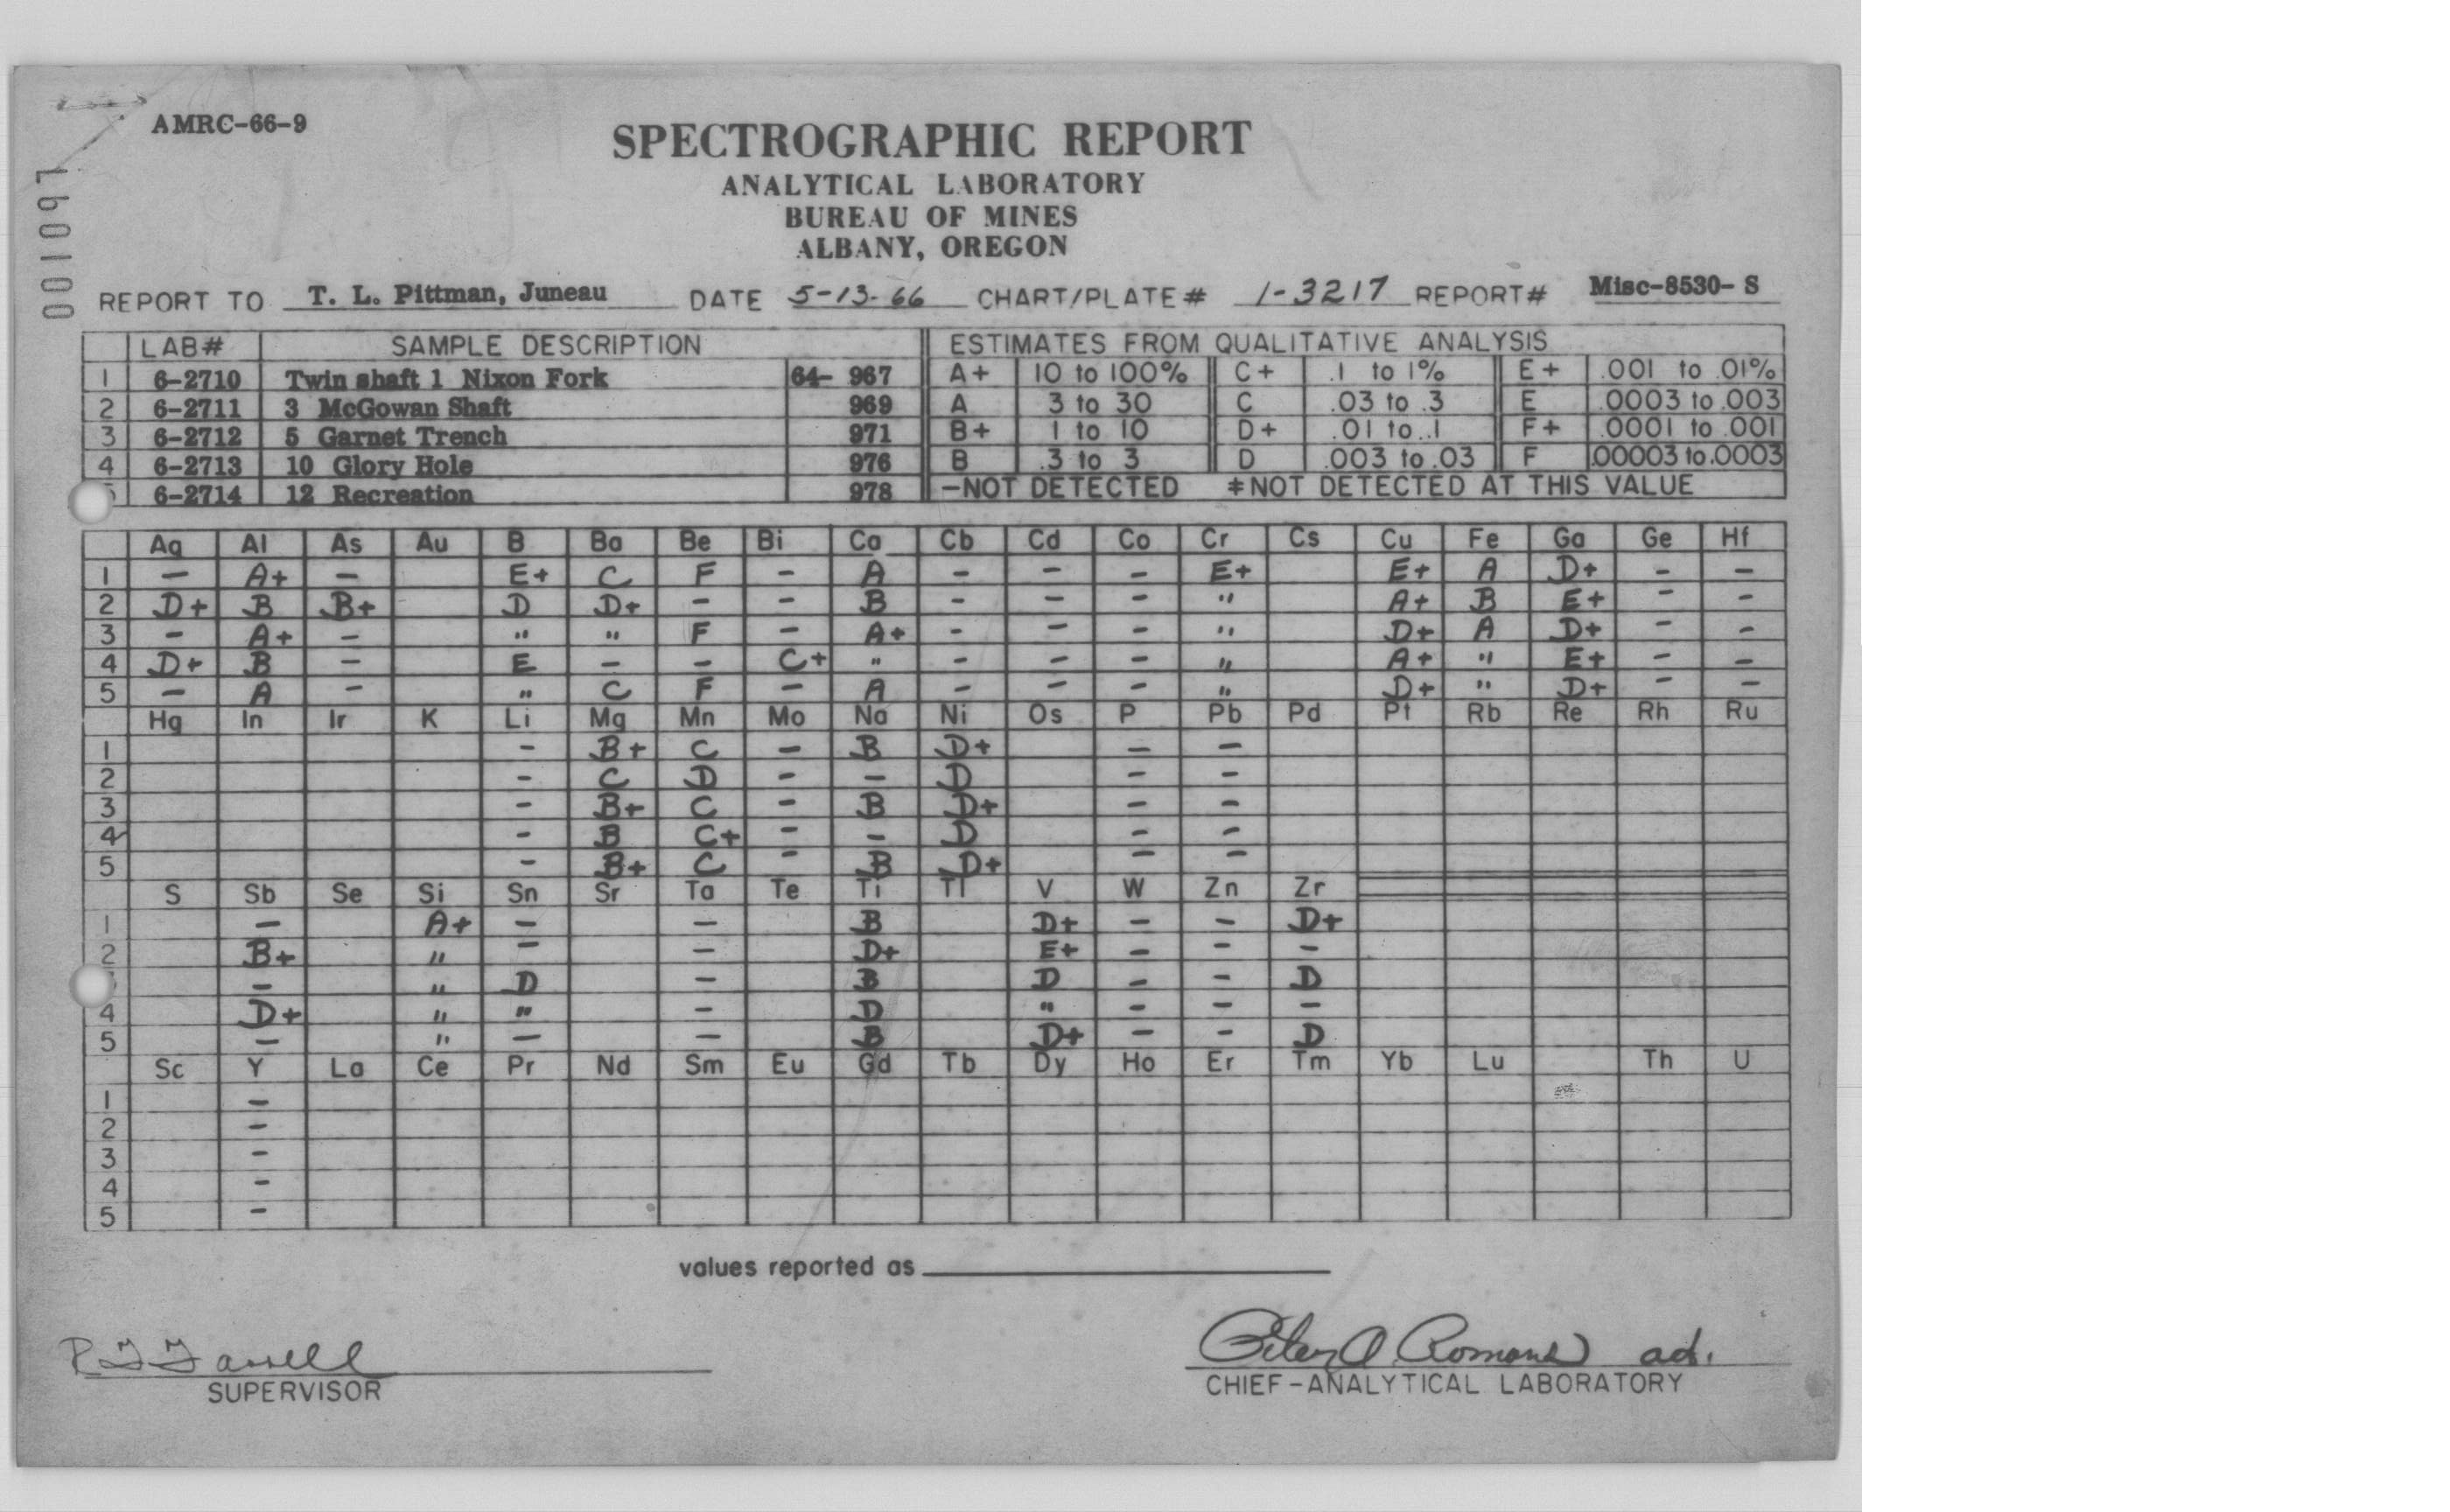 AMRC-66-9
160100
SPECTROGRAPHIC REPORT
ANALYTICAL LABORATORY
BUREAU OF MINES
ALBANY, OREGON
REPORT TO T. L. Pittman, Juneau DATE 5-13-66 CHART/PLATE# 1-3217 REPORT# Misc-8530- S
LAB# SAMPLE DESCRIPTION ESTIMATES FROM QUALITATIVE ANALYSIS
1 6-2710 Twin shaft 1 Nixon Fork 64- 967 A+ 10 to 100% C+ .1 to 1% E+ .001 to .01%
2 6-2711 3 McGowan Shaft 969 A 3 to 30 C .03 to .3 E .0003 to .003
3 6-2712 5 Garnet Trench 971 B+ 1 to 10 D+ .01 to .1 F+ .0001 to .001
4 6-2713 10 Glory Hole 976 B .3 to 3 D .003 to .03 F .00003 to .0003
5 6-2714 12 Recreation 978 -NOT DETECTED ≠NOT DETECTED AT THIS VALUE
Ag Al As Au B Ba Be Bi Ca Cb Cd Co Cr Cs Cu Fe Ga Ge Hf
1 - A+ - E+ C F - A - - - E+ E+ A D+ - -
2 D+ B B+ D D+ - - B - - - " A+ B E+ - -
3 - A+ - " " F - A+ - - - " D+ A D+ - -
4 D+ B - E - - C+ " - - - " A+ " E+ - -
5 - A - " C F - A - - - " D+ " D+ - -
Hg In Ir K Li Mg Mn Mo Na Ni Os P Pb Pd Pt Rb Re Rh Ru
1 - B+ C - B D+ - -
2 - C D - - D - -
3 - B+ C - B D+ - -
4 - B C+ - - D - -
5 - B+ C - B D+ - -
S Sb Se Si Sn Sr Ta Te Ti Tl V W Zn Zr
1 - A+ - - B D+ - - D+
2 B+ " - - D+ E+ - - -
- " D - B D - - D
4 D+ " " - D " - - -
5 - " - - B D+ - - D
Sc Y La Ce Pr Nd Sm Eu Gd Tb Dy Ho Er Tm Yb Lu Th U
1 -
2 -
3 -
4 -
5 -
values reported as
SUPERVISOR
ad.
CHIEF-ANALYTICAL LABORATORY